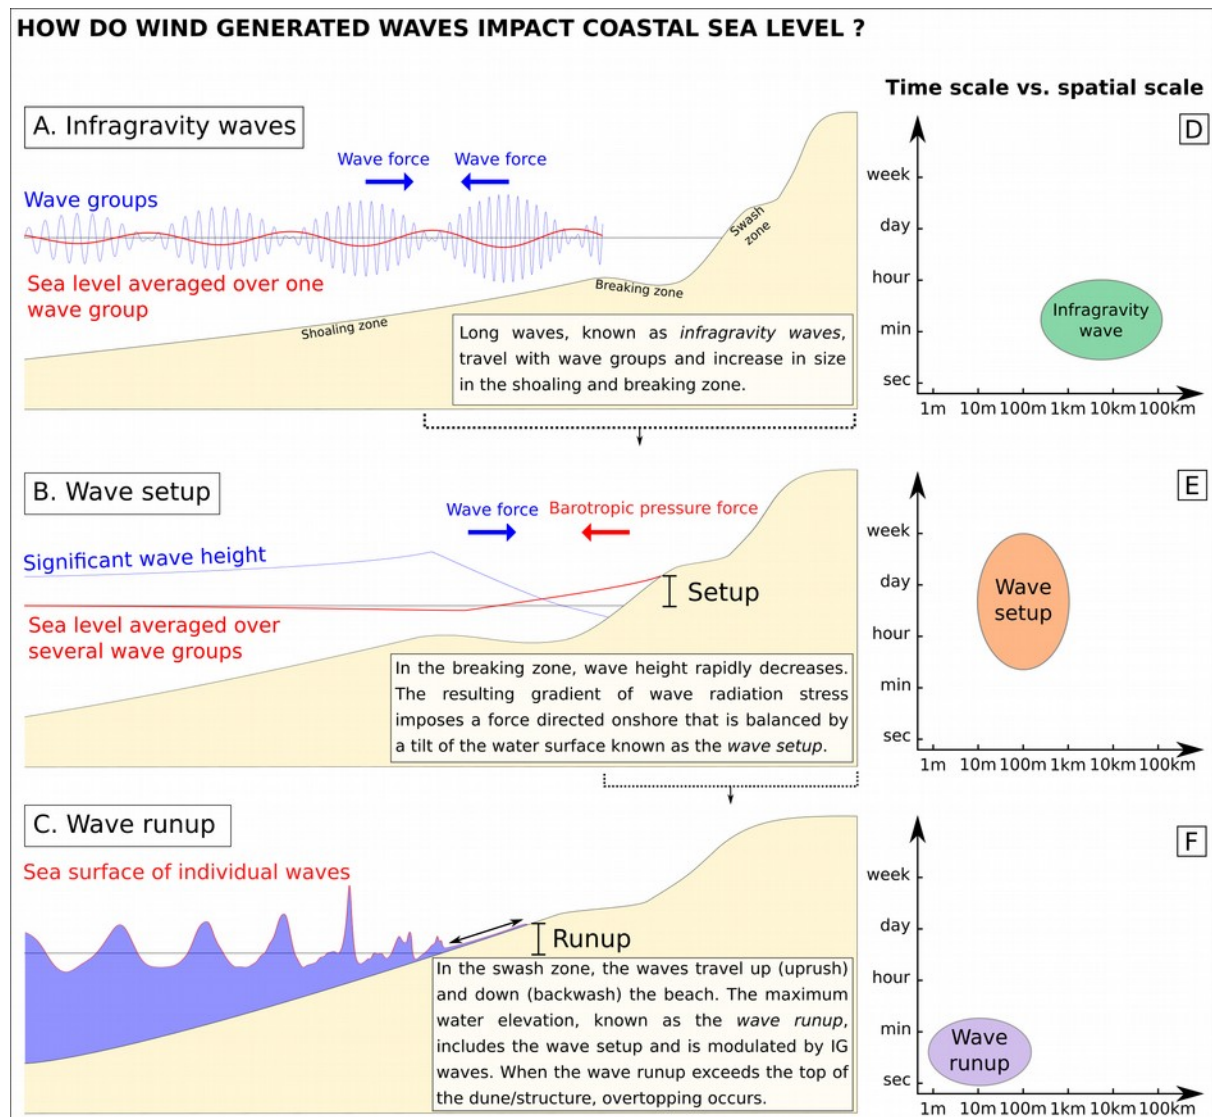 HOW DO WIND GENERATED WAVES IMPACT COASTAL SEA LEVEL ?
Time scale vs. spatial scale
A. Infragravity waves
Wave force
Wave force
Wave groups
Sea level averaged over one
wave group
Shoaling zone
Breaking zone
Swash
zone
Long waves, known as infragravity waves,
travel with wave groups and increase in size
in the shoaling and breaking zone.
D
week
day
hour
min
sec
Infragravity
wave
1m 10m 100m 1km 10km 100km
B. Wave setup
Wave force
Barotropic pressure force
Significant wave height
Setup
Sea level averaged over
several wave groups
In the breaking zone, wave height rapidly decreases.
The resulting gradient of wave radiation stress
imposes a force directed onshore that is balanced by
a tilt of the water surface known as the wave setup.
E
week
day
hour
min
sec
Wave
setup
1m 10m 100m 1km 10km 100km
C. Wave runup
Sea surface of individual waves
Runup
In the swash zone, the waves travel up (uprush)
and down (backwash) the beach. The maximum
water elevation, known as the wave runup,
includes the wave setup and is modulated by IG
waves. When the wave runup exceeds the top of
the dune/structure, overtopping occurs.
F
week
day
hour
min
sec
Wave
runup
1m 10m 100m 1km 10km 100km